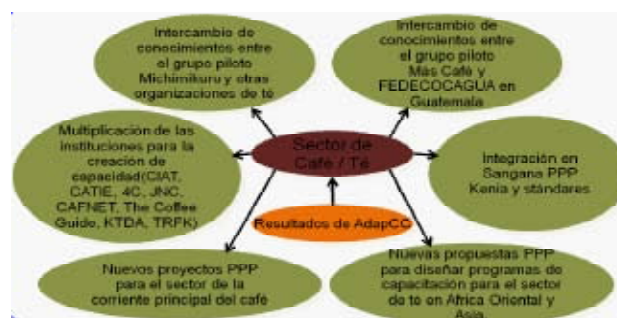 Intercambio de
conocimientos entre
el grupo piloto
Michimikuru y otras
organizaciones de té
Intercambio de
conocimientos entre
el grupo piloto
Más Café y
FEDECOCAGUA en
Guatemala
Multiplicación de las
instituciones para la
creación de
capacidad(CIAT,
CATIE, 4C, JNC,
CAFNET, The Coffee
Guide, KTDA, TRFK)
Sector de
Café / Té
Integración en
Sangana PPP
Kenia y stándares
Resultados de AdapCC
Nuevos proyectos PPP
para el sector de la
corriente principal del café
Nuevas propuestas PPP
para diseñar programas de
capacitación para el sector
de té en Africa Oriental y
Asia